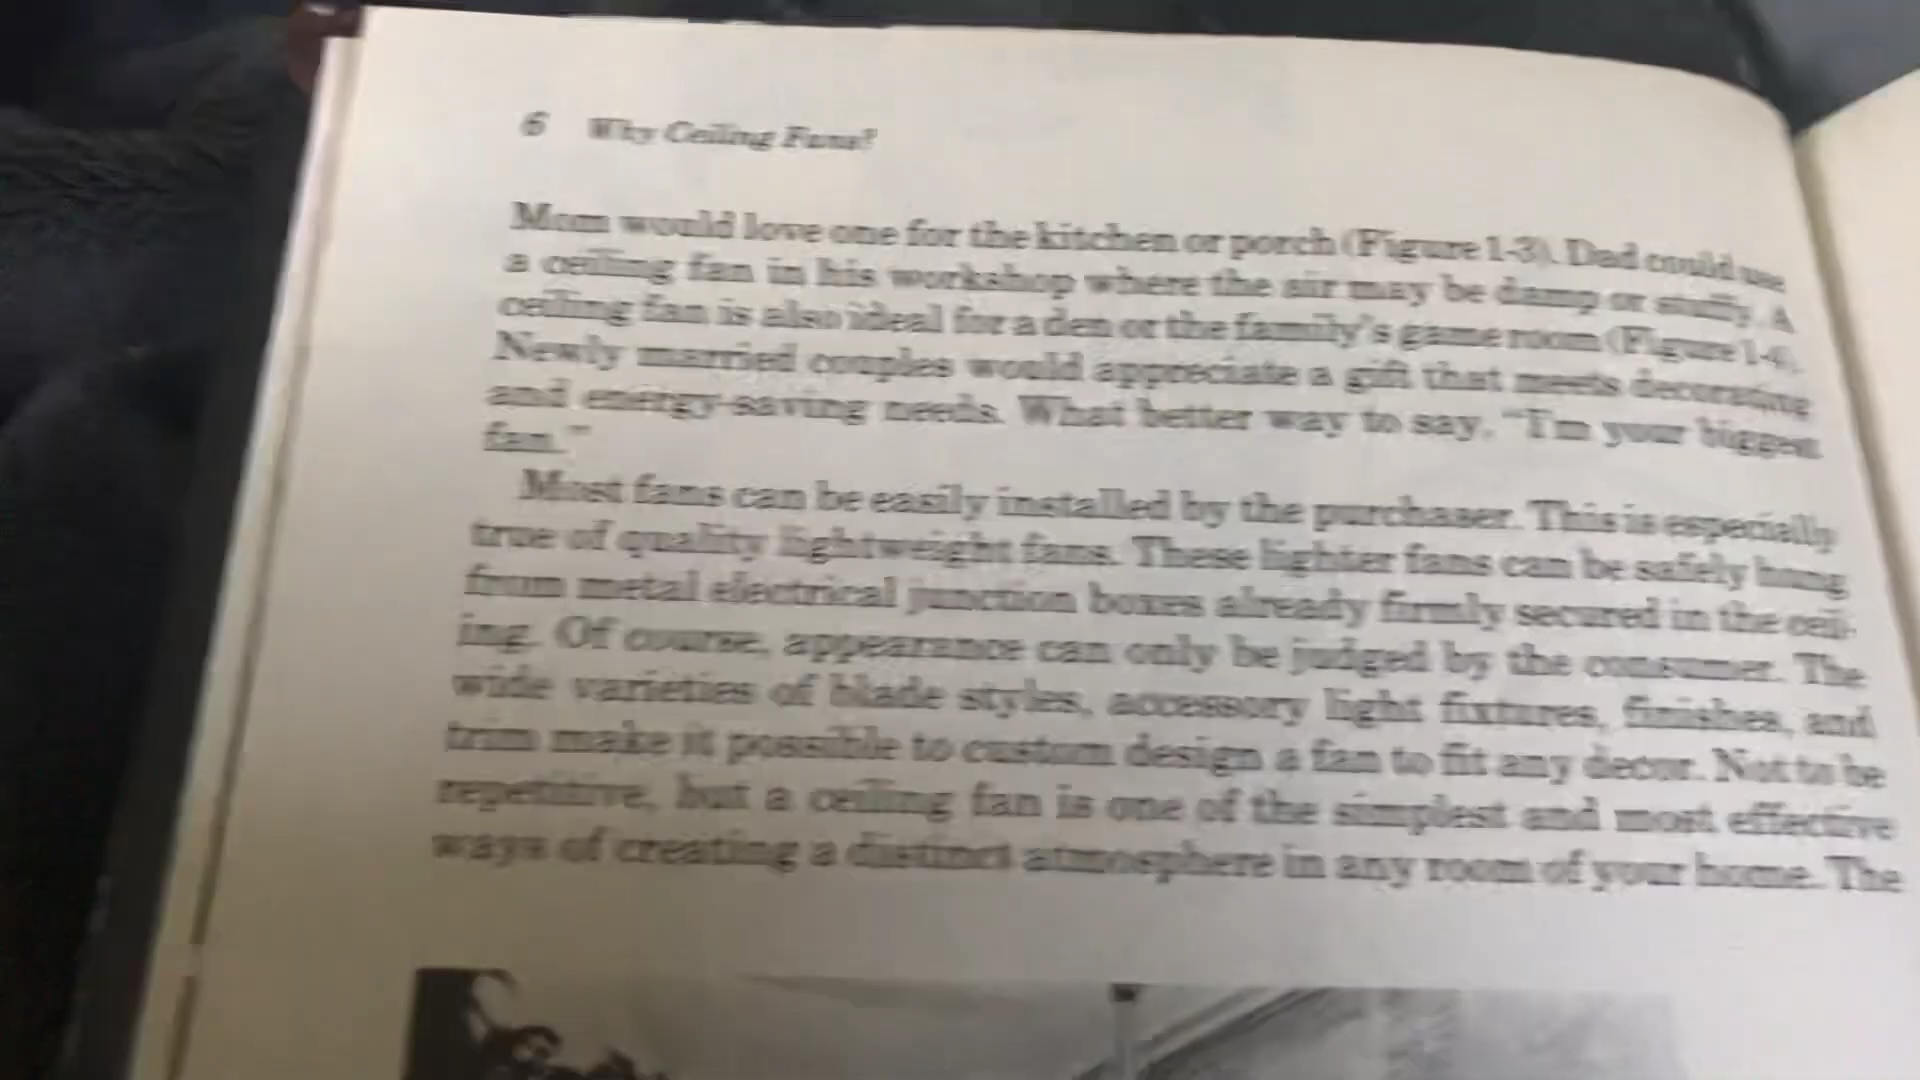 6 Why Ceiling Fans?
Mom would love one for the kitchen or porch (Figure 1-3). Dad could use
a ceiling fan in his workshop where the air may be damp or stuffy. A
ceiling fan is also ideal for a den or the family's game room (Figure 1-4).
Newly married couples would appreciate a gift that meets decorating
and energy-saving needs. What better way to say, "I'm your biggest
fan."
Most fans can be easily installed by the purchaser. This is especially
true of quality lightweight fans. These lighter fans can be safely hung
from metal electrical junction boxes already firmly secured in the ceil-
ing. Of course, appearance can only be judged by the consumer. The
wide varieties of blade styles, accessory light fixtures, finishes, and
trim make it possible to custom design a fan to fit any decor. Not to be
repetitive, but a ceiling fan is one of the simplest and most effective
ways of creating a distinct atmosphere in any room of your home. The